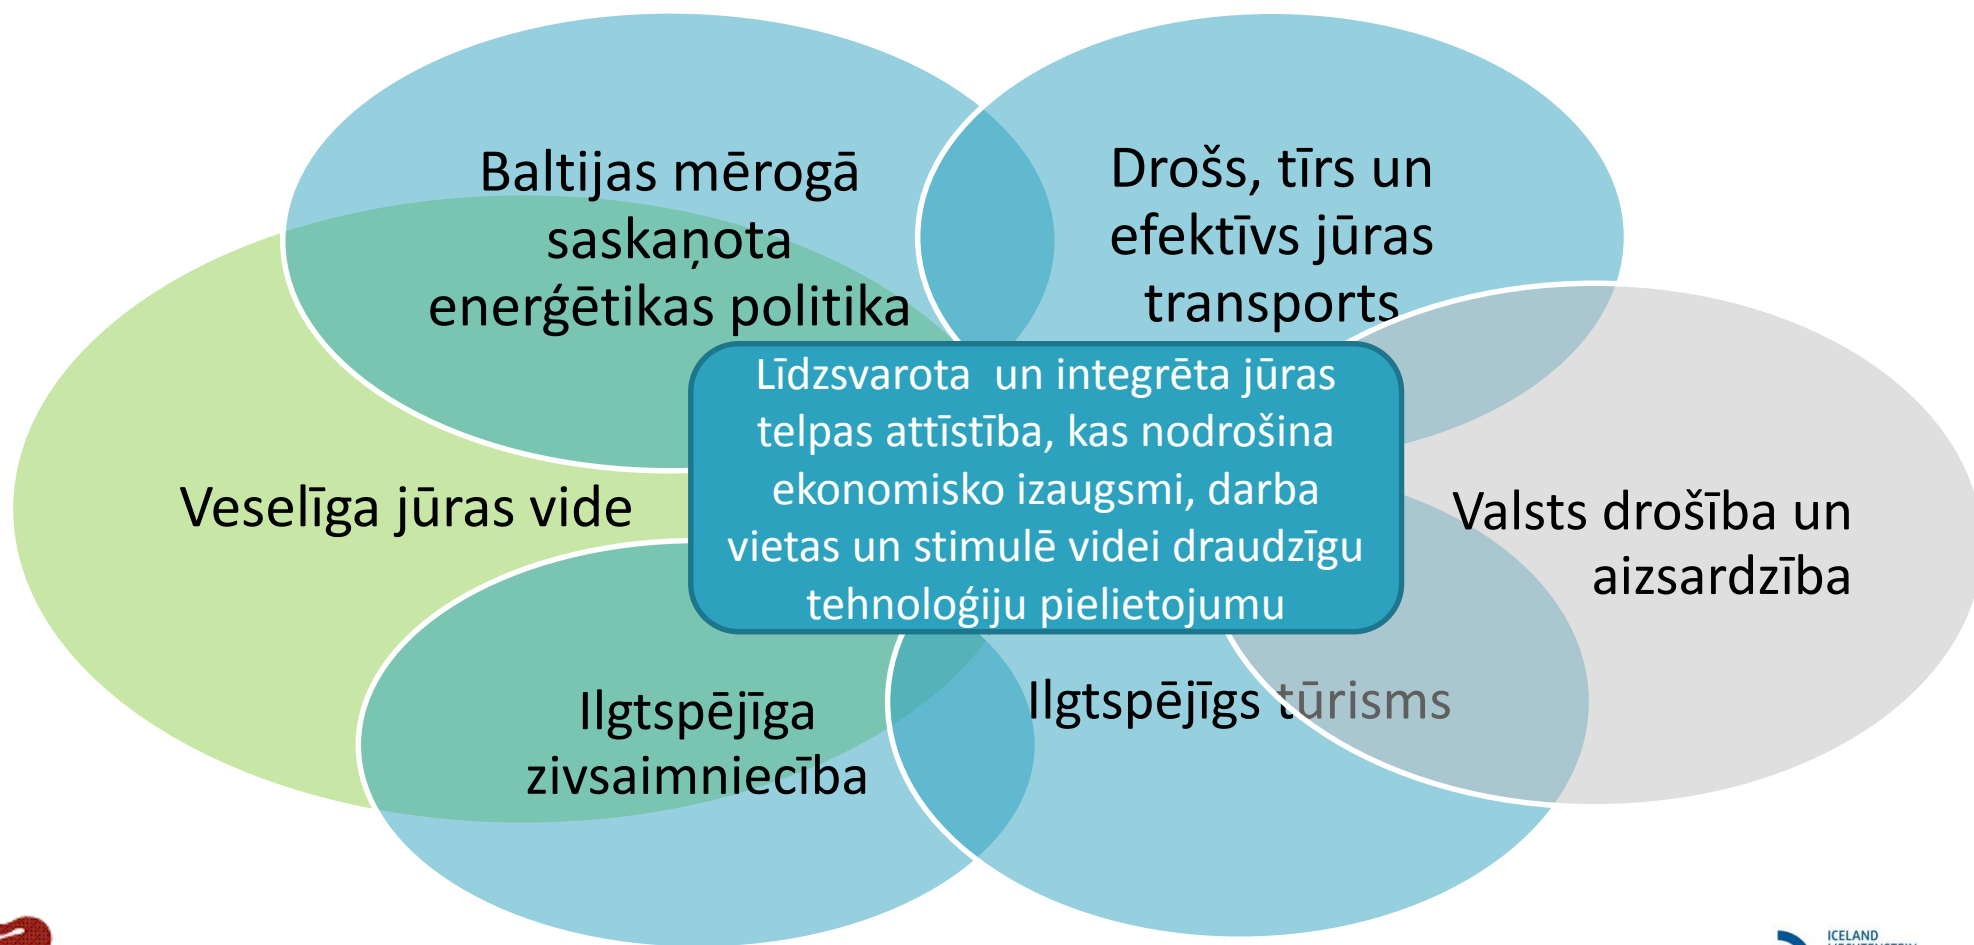 Baltijas mērogā
saskaņota
enerģētikas politika
Drošs, tīrs un
efektīvs jūras
transports
Veselīga jūras vide
Līdzsvarota un integrēta jūras
telpas attīstība, kas nodrošina
ekonomisko izaugsmi, darba
vietas un stimulē videi draudzīgu
tehnoloģiju pielietojumu
Valsts drošība un
aizsardzība
Ilgtspējīga
zivsaimniecība
Ilgtspējīgs tūrisms
ICELAND